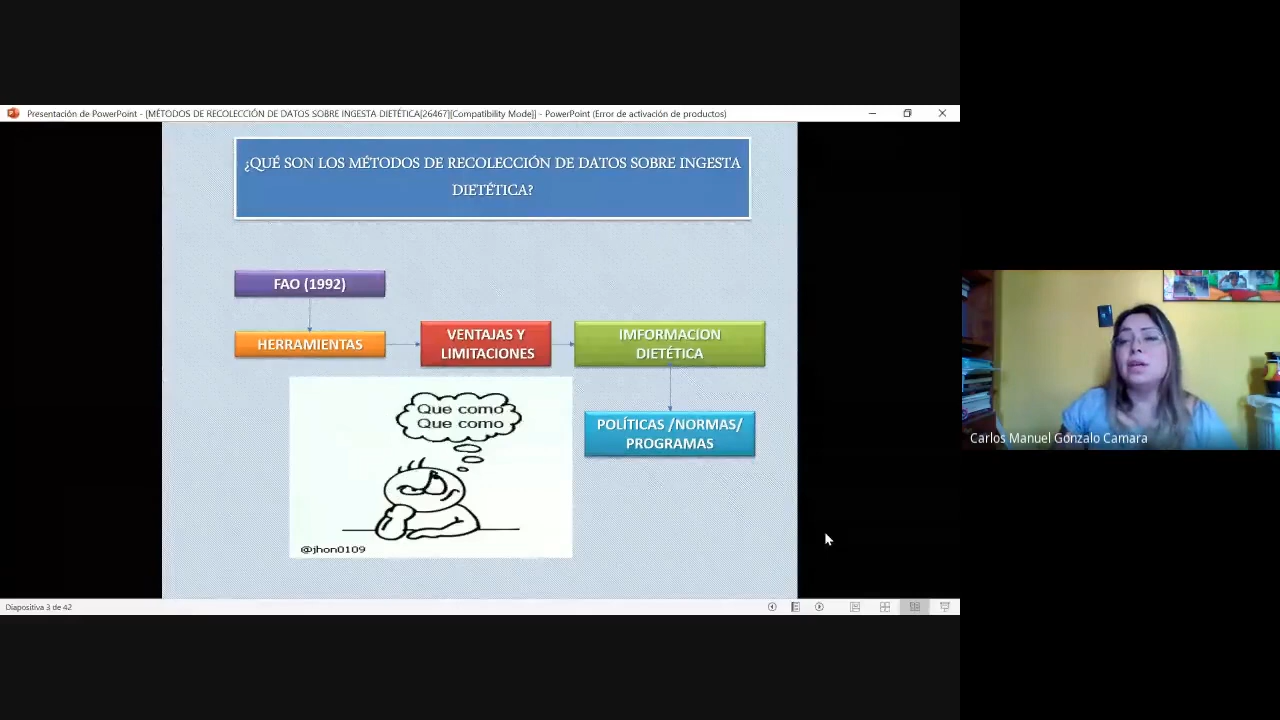 Presentación de PowerPoint - [MÉTODOS DE RECOLECCIÓN DE DATOS SOBRE INGESTA DIETÉTICA[26467][Compatibility Mode]] - PowerPoint (Error de activación de productos)
¿QUÉ SON LOS MÉTODOS DE RECOLECCIÓN DE DATOS SOBRE INGESTA
DIETÉTICA?
FAO (1992)
HERRAMIENTAS
VENTAJAS Y
LIMITACIONES
IMFORMACION
DIETÉTICA
POLÍTICAS /NORMAS/
PROGRAMAS
Que como
Que como
@jhon0109
Carlos Manuel Gonzalo Camara
Diapositiva 3 de 42